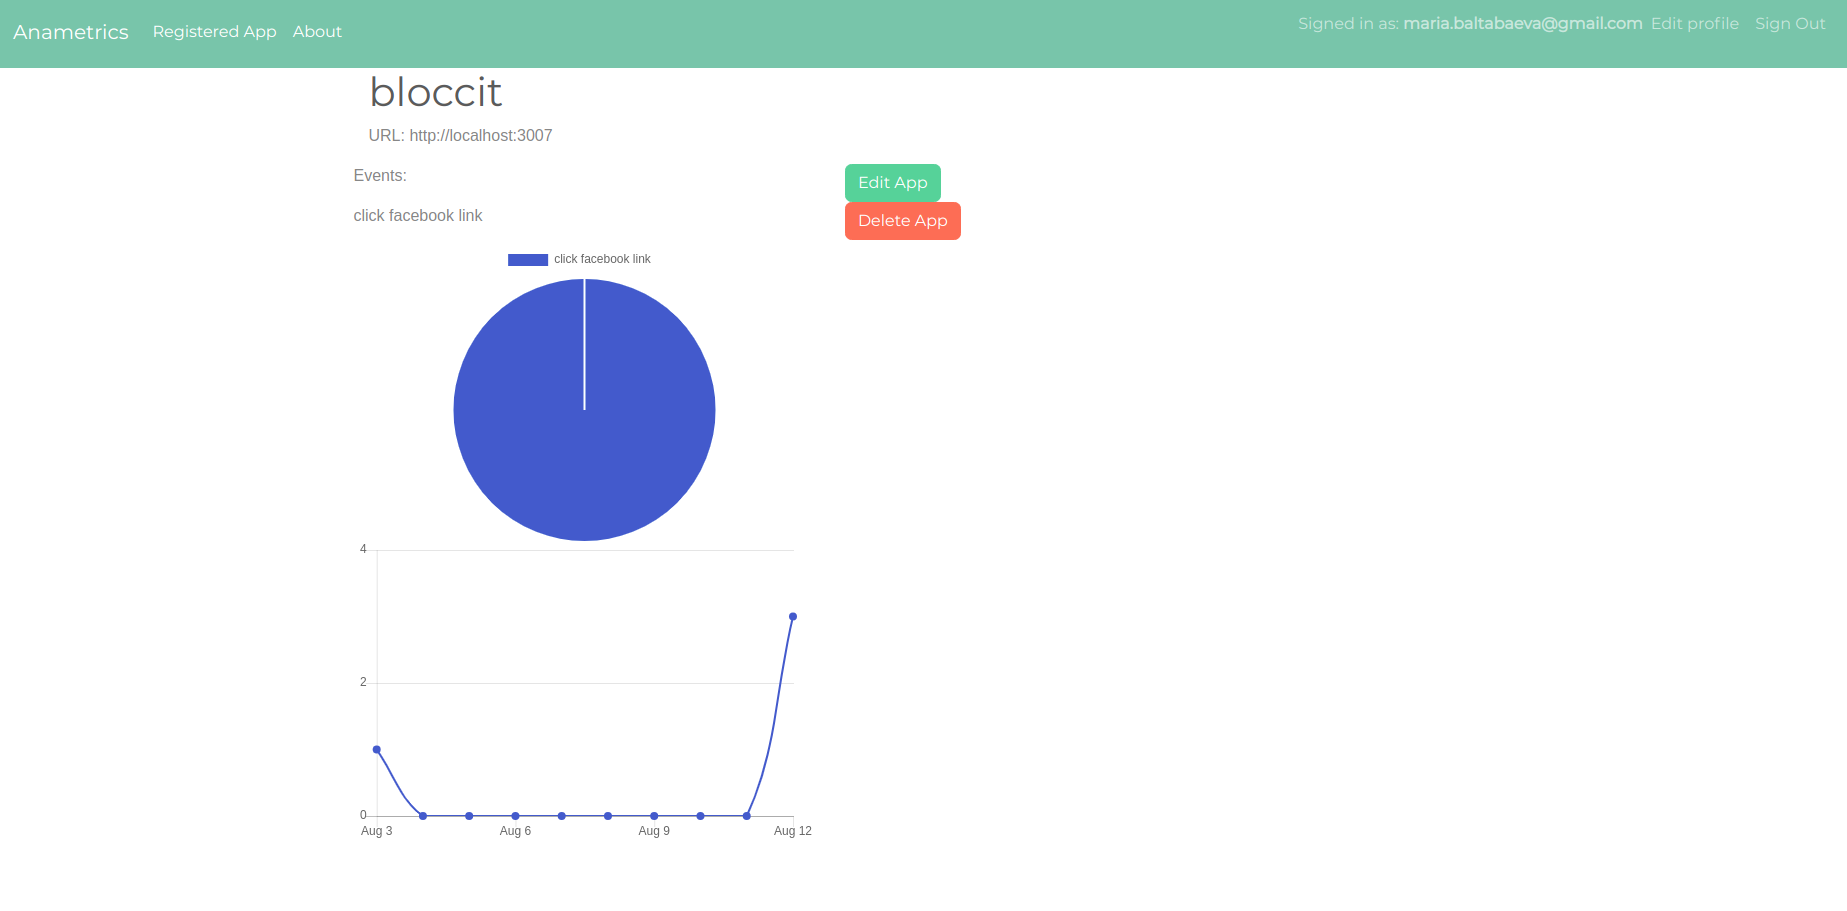 Anametrics Registered App About Signed in as: maria.baltabaeva@gmail.com Edit profile Sign Out
bloccit
URL: http://localhost:3007
Events:
Edit App
click facebook link
Delete App
click facebook link
4
2
0
Aug 3 Aug 6 Aug 9 Aug 12